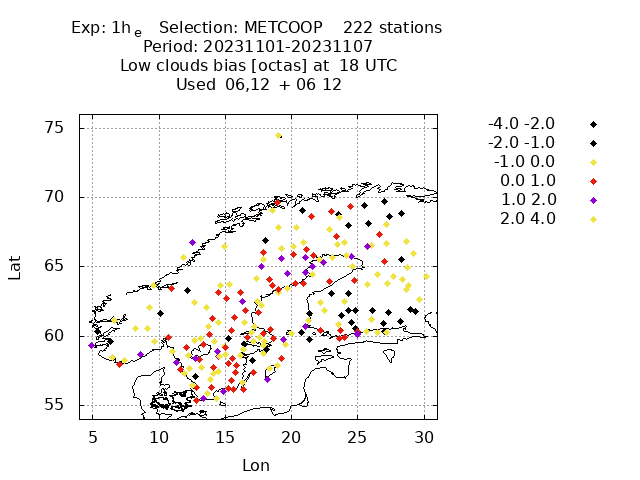 Exp: 1h e Selection: METCOOP 222 stations
Period: 20231101-20231107
Low clouds bias [octas] at 18 UTC
Used 06,12 + 06 12
75
70
65
60
55
5 10 15 20 25 30
Lat
Lon
-4.0 -2.0
-2.0 -1.0
-1.0 0.0
0.0 1.0
1.0 2.0
2.0 4.0